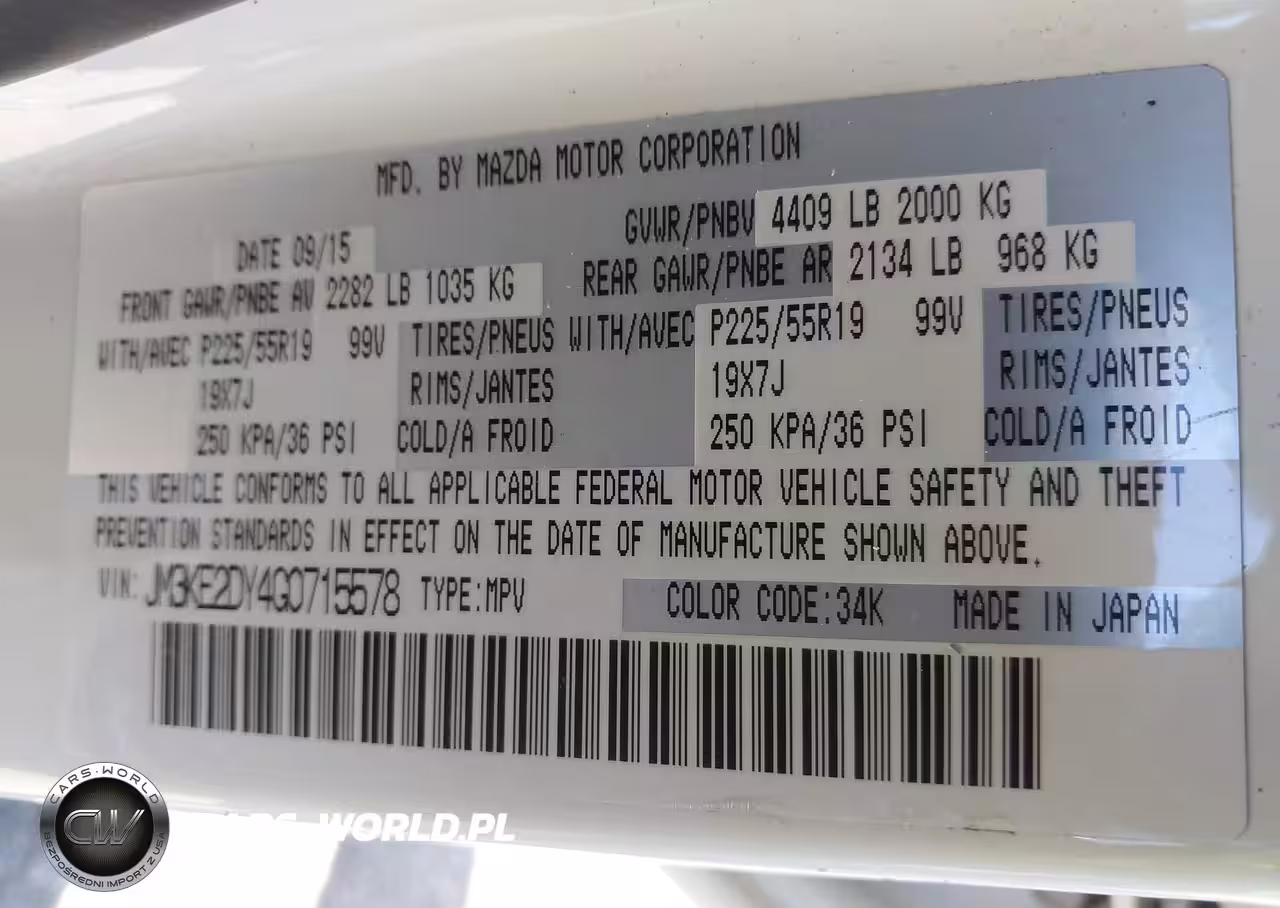 MFD. BY MAZDA MOTOR CORPORATION
DATE 09/15 GVWR/PNBV 4409 LB 2000 KG
FRONT GAWR/PNBE AV 2282 LB 1035 KG REAR GAWR/PNBE AR 2134 LB 968 KG
WITH/AVEC P225/55R19 99V TIRES/PNEUS WITH/AVEC P225/55R19 99V TIRES/PNEUS
19X7J RIMS/JANTES 19X7J RIMS/JANTES
250 KPA/36 PSI COLD/A FROID 250 KPA/36 PSI COLD/A FROID
THIS VEHICLE CONFORMS TO ALL APPLICABLE FEDERAL MOTOR VEHICLE SAFETY AND THEFT
PREVENTION STANDARDS IN EFFECT ON THE DATE OF MANUFACTURE SHOWN ABOVE.
VIN: JM3KE2DY4G0715578 TYPE:MPV COLOR CODE:34K MADE IN JAPAN
CARS-WORLD
CW
BEZPOŚREDNI IMPORT Z USA
CARS-WORLD.PL